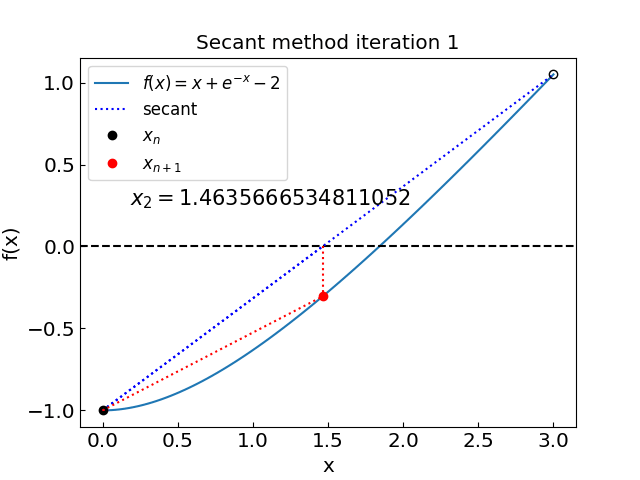 Secant method iteration 1
f(x) = x + e^{-x} − 2
secant
x_n
x_{n+1}
x_2 = 1.4635666534811052
f(x)
1.0
0.5
0.0
−0.5
−1.0
0.0 0.5 1.0 1.5 2.0 2.5 3.0
x